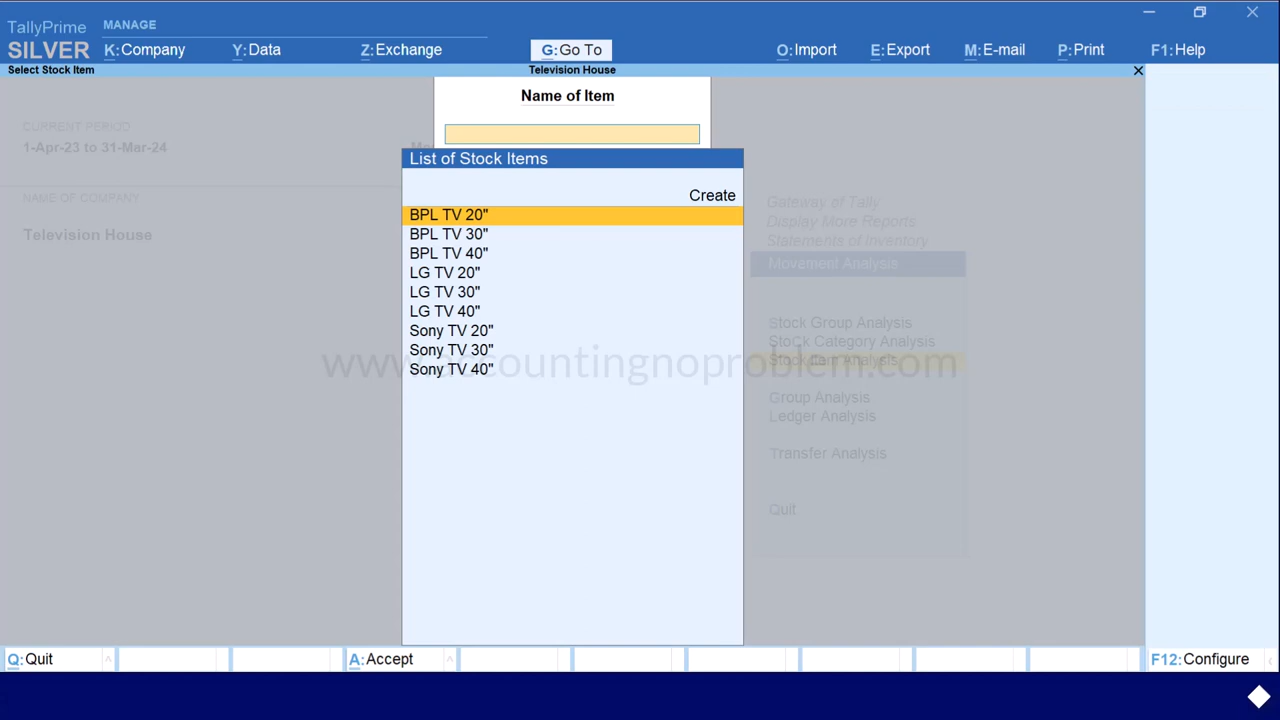 TallyPrime
MANAGE
SILVER
K:Company
Y:Data
Z:Exchange
G:Go To
O:Import
E:Export
M:E-mail
P:Print
F1:Help
Select Stock Item
Television House
Name of Item
CURRENT PERIOD
1-Apr-23 to 31-Mar-24
NAME OF COMPANY
Television House
List of Stock Items
Create
BPL TV 20"
BPL TV 30"
BPL TV 40"
LG TV 20"
LG TV 30"
LG TV 40"
Sony TV 20"
Sony TV 30"
Sony TV 40"
Gateway of Tally
Display More Reports
Statements of Inventory
Movement Analysis
Stock Group Analysis
Stock Category Analysis
Stock Item Analysis
Group Analysis
Ledger Analysis
Transfer Analysis
Quit
www.accountingnoproblem.com
Q:Quit
A:Accept
F12:Configure